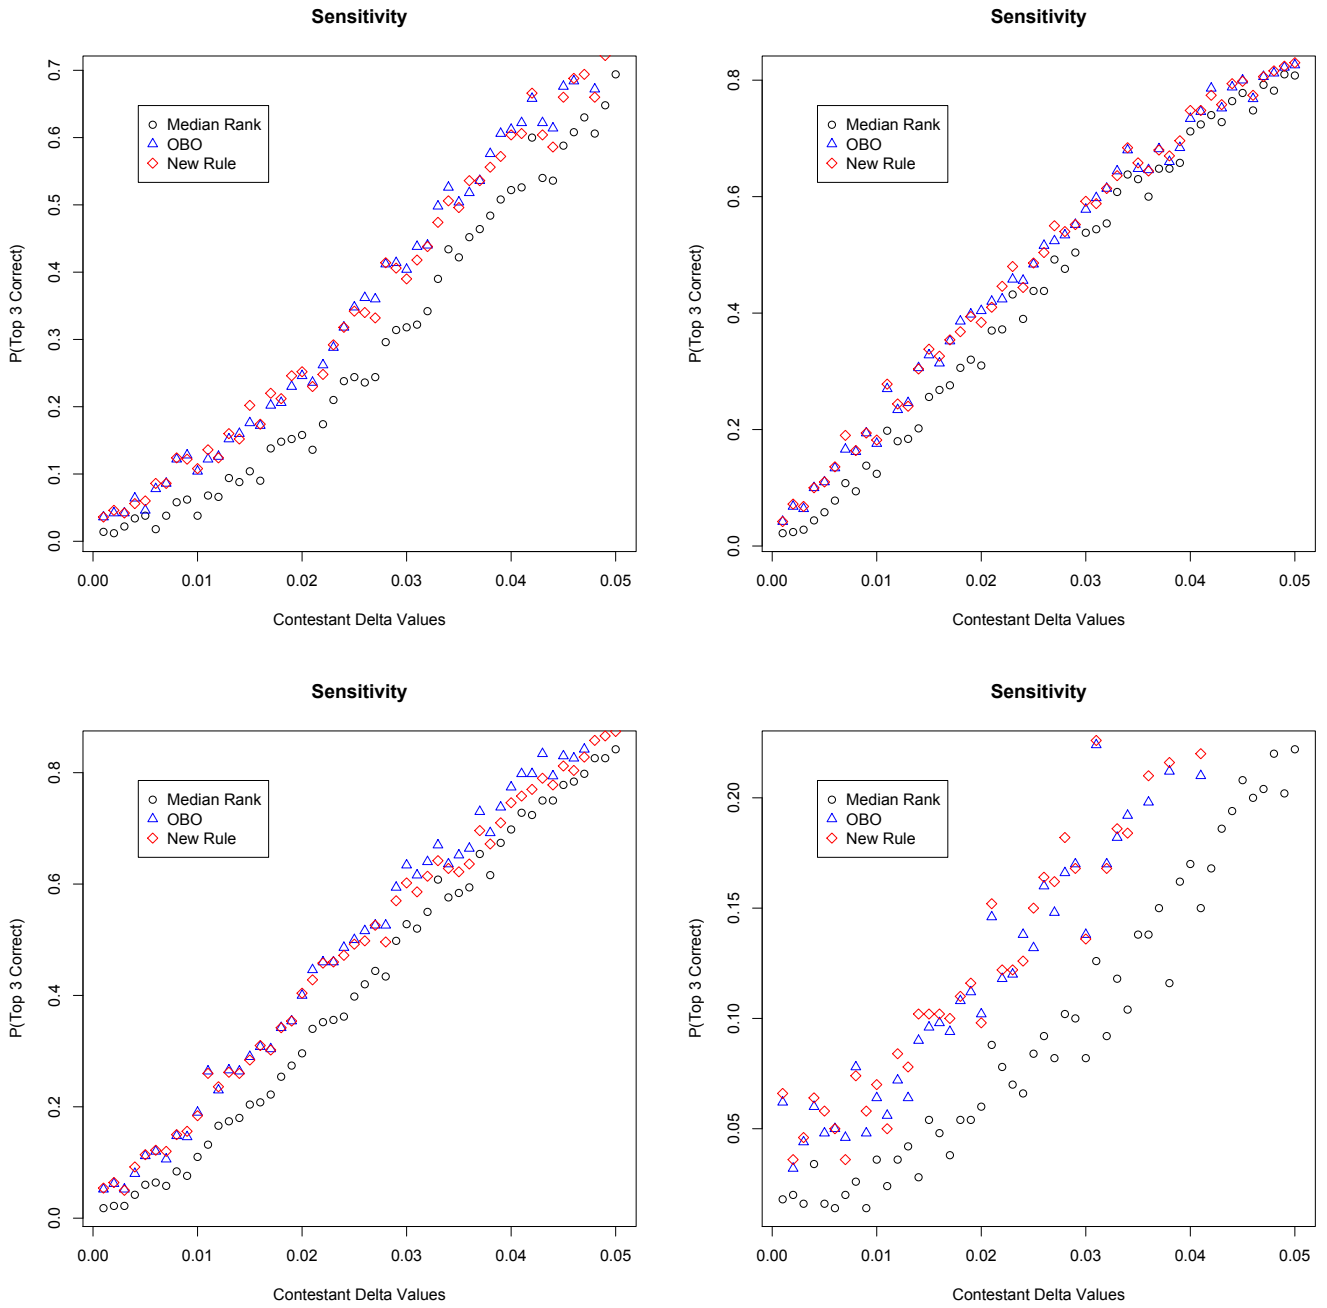 Sensitivity
P(Top 3 Correct)
0.7
0.6
0.5
0.4
0.3
0.2
0.1
0.0
Median Rank
OBO
New Rule
0.00 0.01 0.02 0.03 0.04 0.05
Contestant Delta Values
Sensitivity
P(Top 3 Correct)
0.8
0.6
0.4
0.2
0.0
Median Rank
OBO
New Rule
0.00 0.01 0.02 0.03 0.04 0.05
Contestant Delta Values
Sensitivity
P(Top 3 Correct)
0.8
0.6
0.4
0.2
0.0
Median Rank
OBO
New Rule
0.00 0.01 0.02 0.03 0.04 0.05
Contestant Delta Values
Sensitivity
P(Top 3 Correct)
0.20
0.15
0.10
0.05
Median Rank
OBO
New Rule
0.00 0.01 0.02 0.03 0.04 0.05
Contestant Delta Values